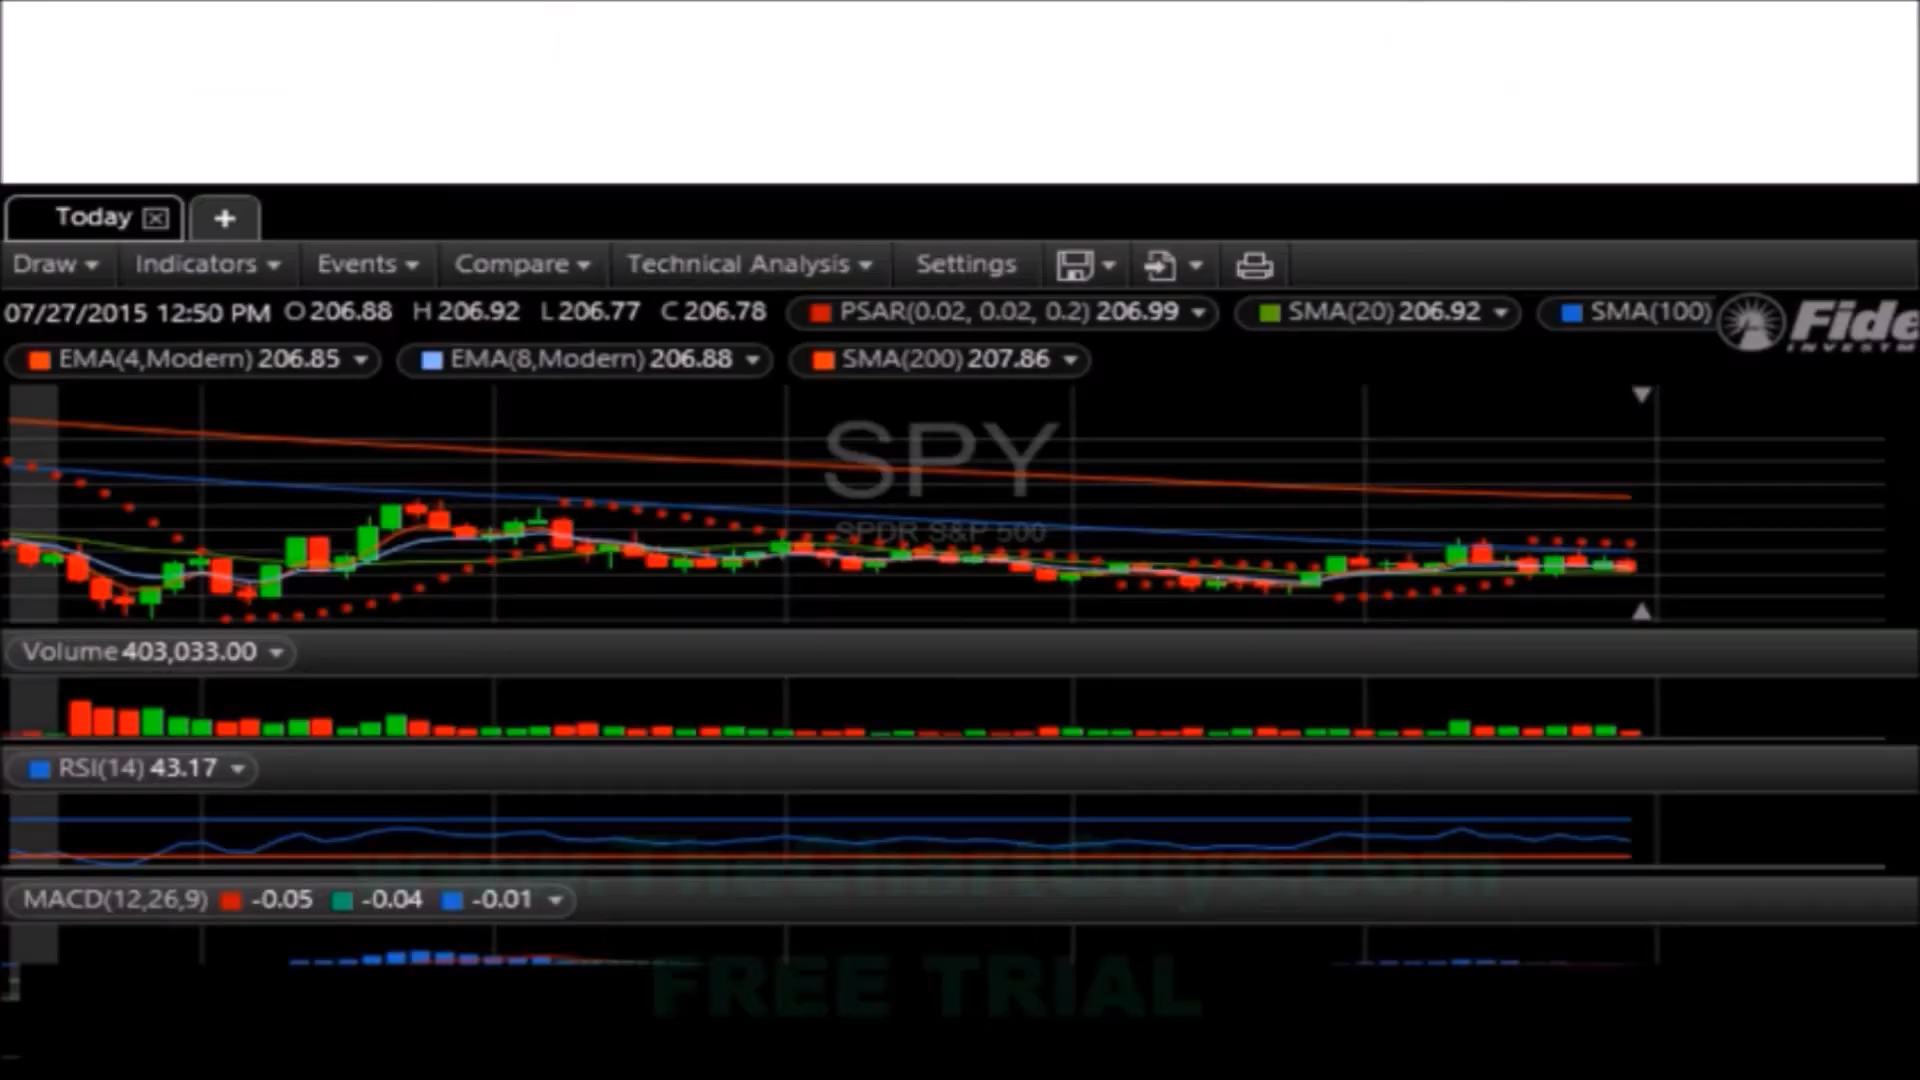 Today
Draw Indicators Events Compare Technical Analysis Settings
07/27/2015 12:50 PM O 206.88 H 206.92 L 206.77 C 206.78 PSAR(0.02, 0.02, 0.2) 206.99 SMA(20) 206.92 SMA(100) Fide
INVESTM
EMA(4,Modern) 206.85 EMA(8,Modern) 206.88 SMA(200) 207.86
SPY
SPDR S&P 500
Volume 403,033.00
RSI(14) 43.17
MACD(12,26,9) -0.05 -0.04 -0.01
FREE TRIAL